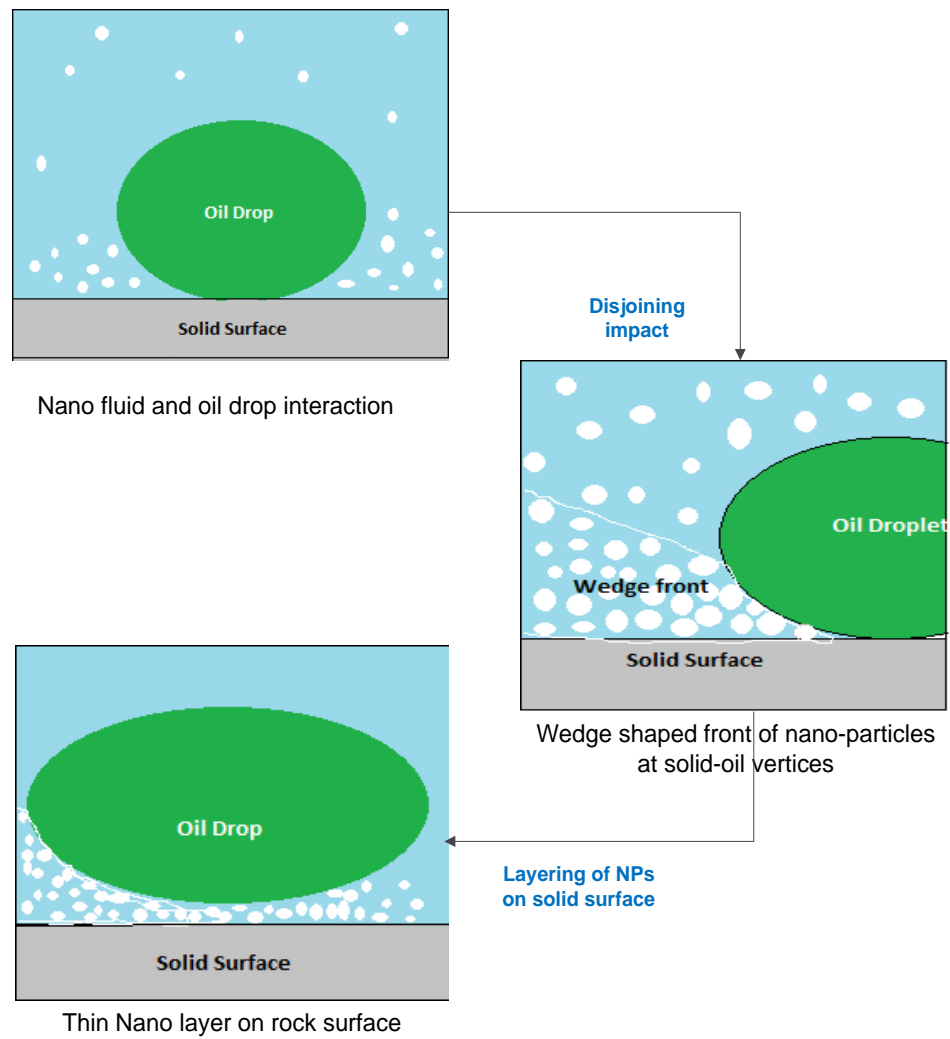 Oil Drop
Solid Surface
Nano fluid and oil drop interaction
Disjoining
impact
Oil Droplet
Wedge front
Solid Surface
Wedge shaped front of nano-particles
at solid-oil vertices
Oil Drop
Layering of NPs
on solid surface
Solid Surface
Thin Nano layer on rock surface